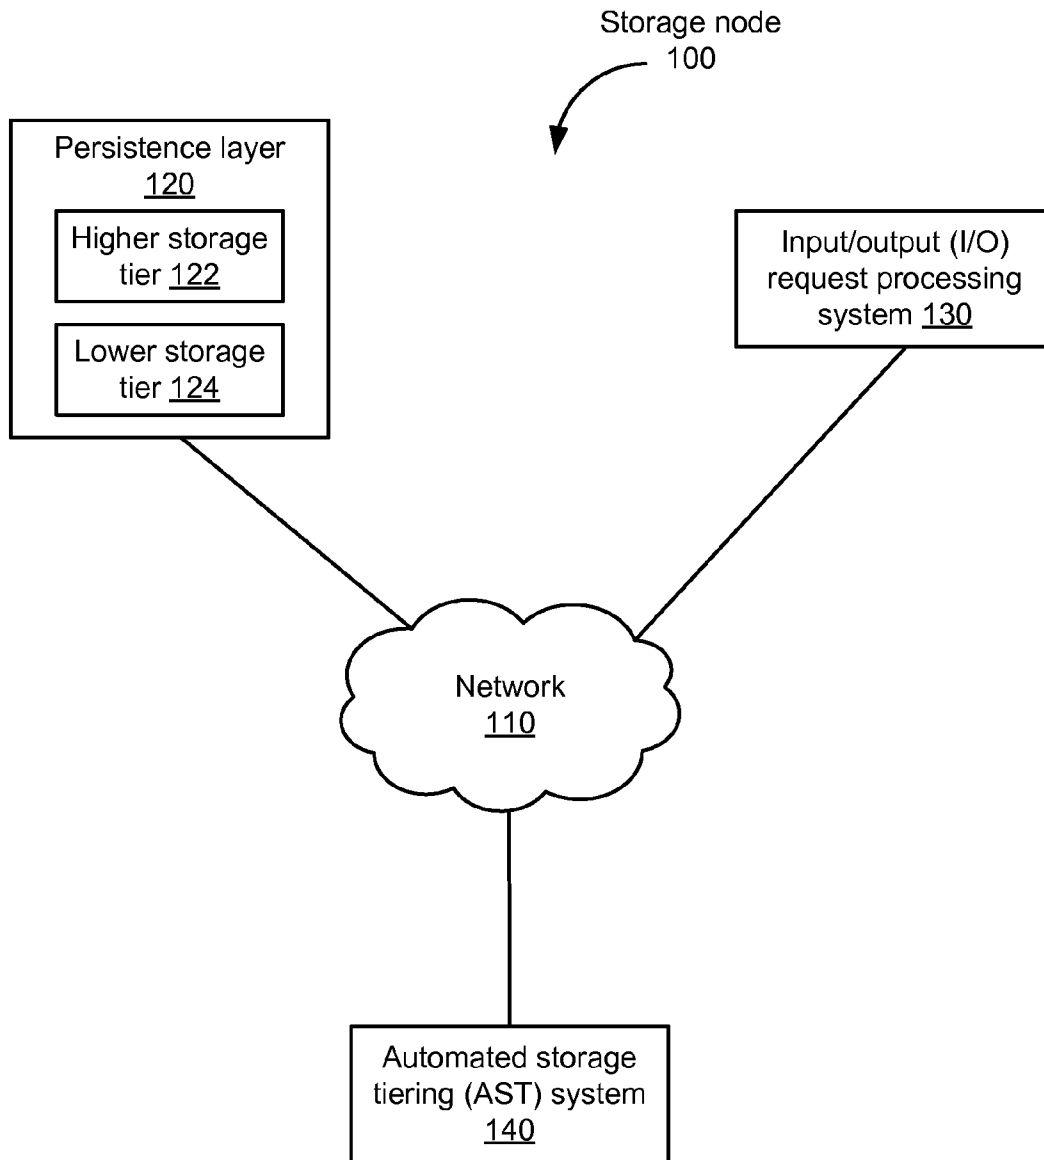 Storage node
100
Persistence layer
120
Higher storage
tier 122
Lower storage
tier 124
Input/output (I/O)
request processing
system 130
Network
110
Automated storage
tiering (AST) system
140